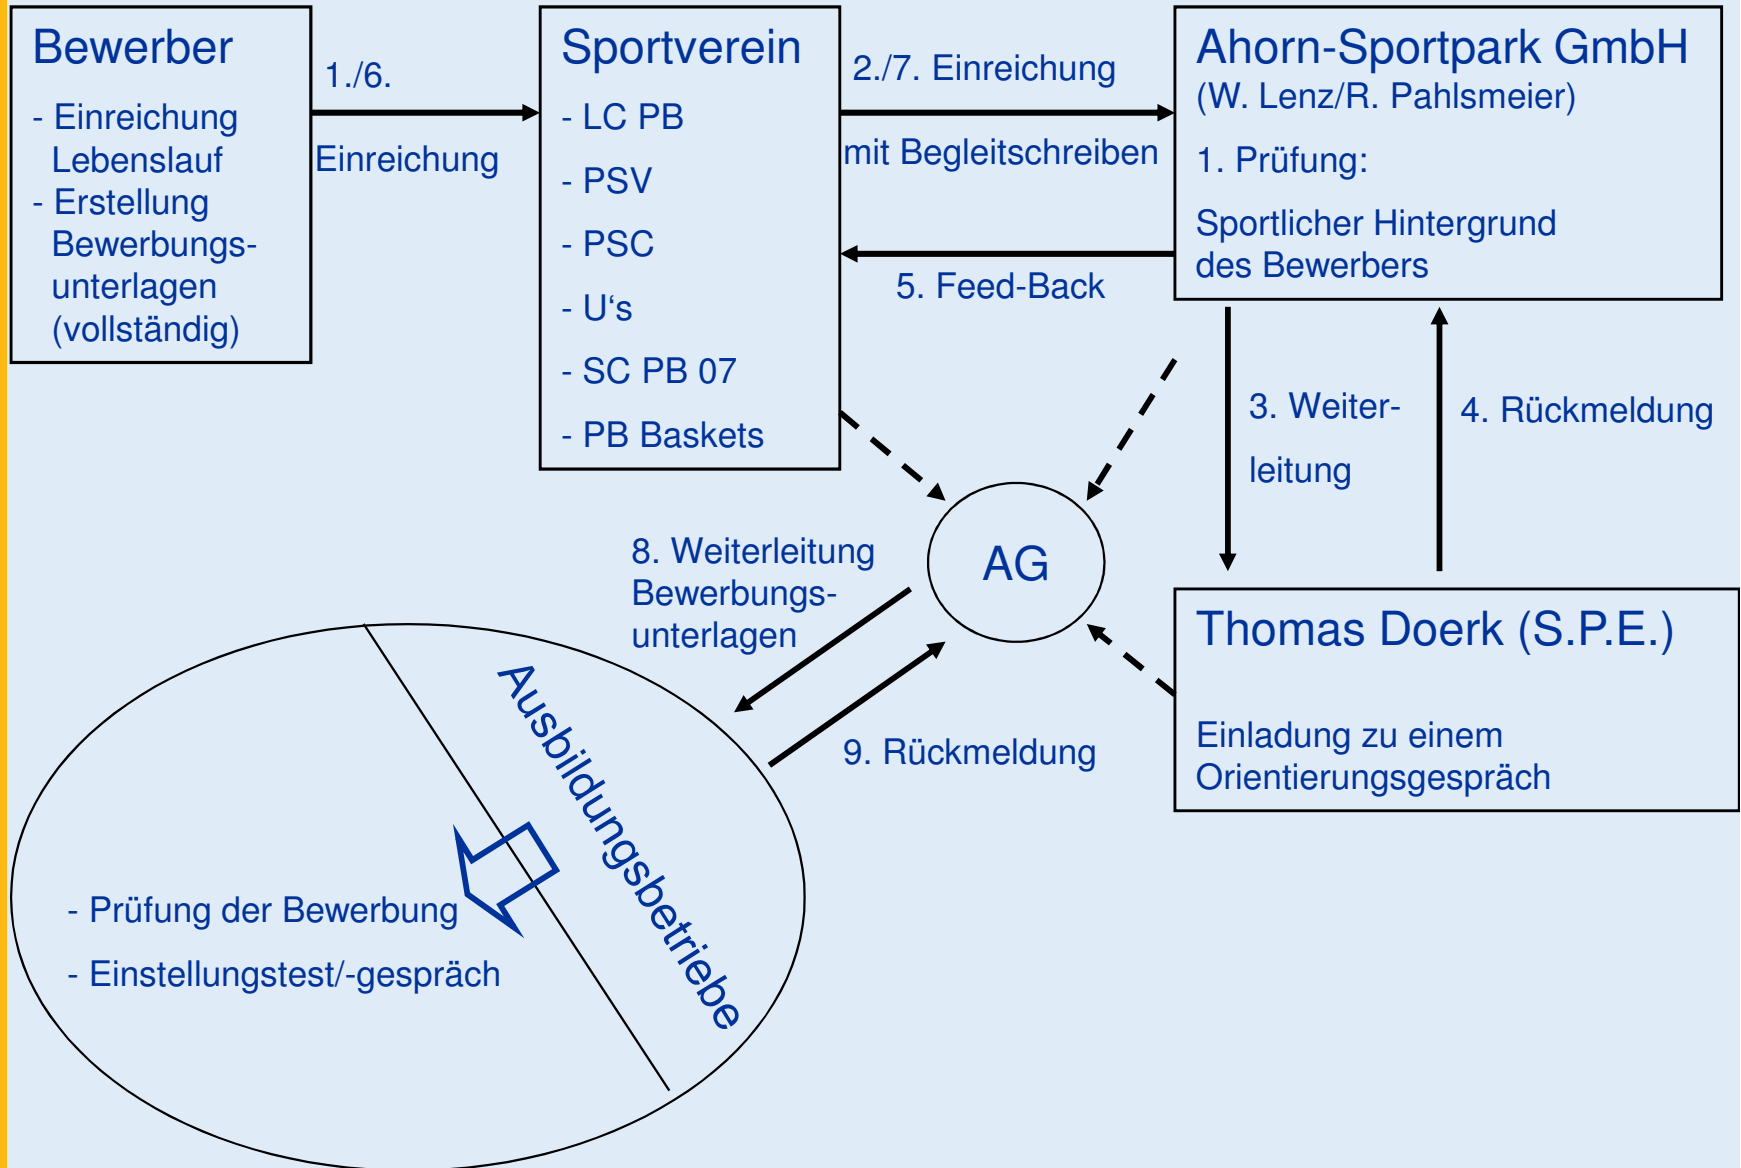 Bewerber
- Einreichung
Lebenslauf
- Erstellung
Bewerbungs-
unterlagen
(vollständig)
1./6.
Einreichung
Sportverein
- LC PB
- PSV
- PSC
- U‘s
- SC PB 07
- PB Baskets
2./7. Einreichung
mit Begleitschreiben
5. Feed-Back
Ahorn-Sportpark GmbH
(W. Lenz/R. Pahlsmeier)
1. Prüfung:
Sportlicher Hintergrund
des Bewerbers
3. Weiter-
leitung
4. Rückmeldung
Thomas Doerk (S.P.E.)
Einladung zu einem
Orientierungsgespräch
AG
8. Weiterleitung
Bewerbungs-
unterlagen
9. Rückmeldung
Ausbildungsbetriebe
- Prüfung der Bewerbung
- Einstellungstest/-gespräch